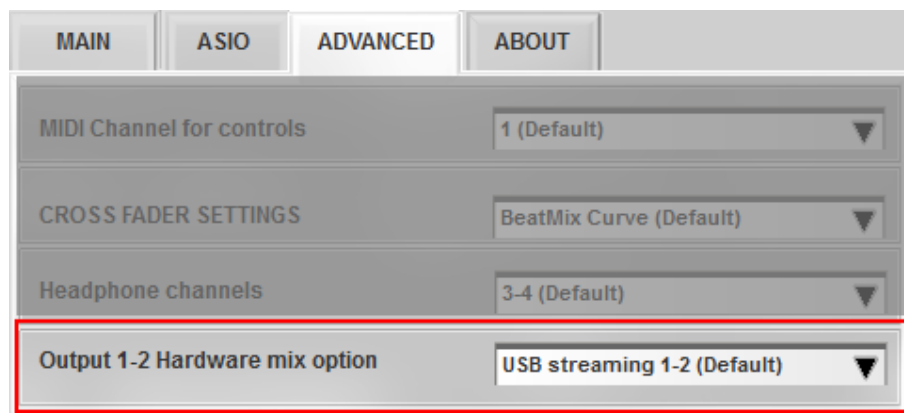 MAIN ASIO ADVANCED ABOUT
MIDI Channel for controls 1 (Default)
CROSS FADER SETTINGS BeatMix Curve (Default)
Headphone channels 3-4 (Default)
Output 1-2 Hardware mix option USB streaming 1-2 (Default)